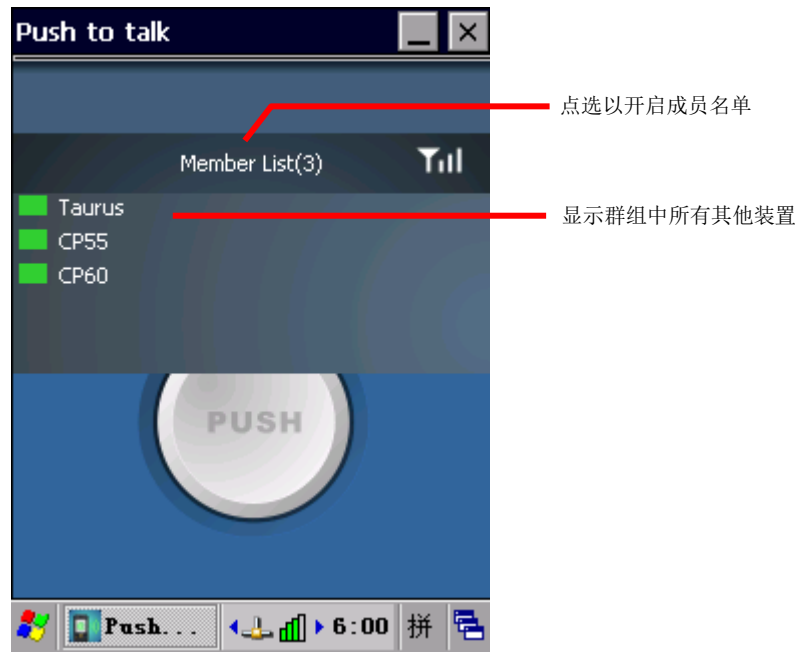 Push to talk
点选以开启成员名单
Member List(3)
Taurus
显示群组中所有其他装置
CP55
CP60
PUSH
Push... 6:00 拼